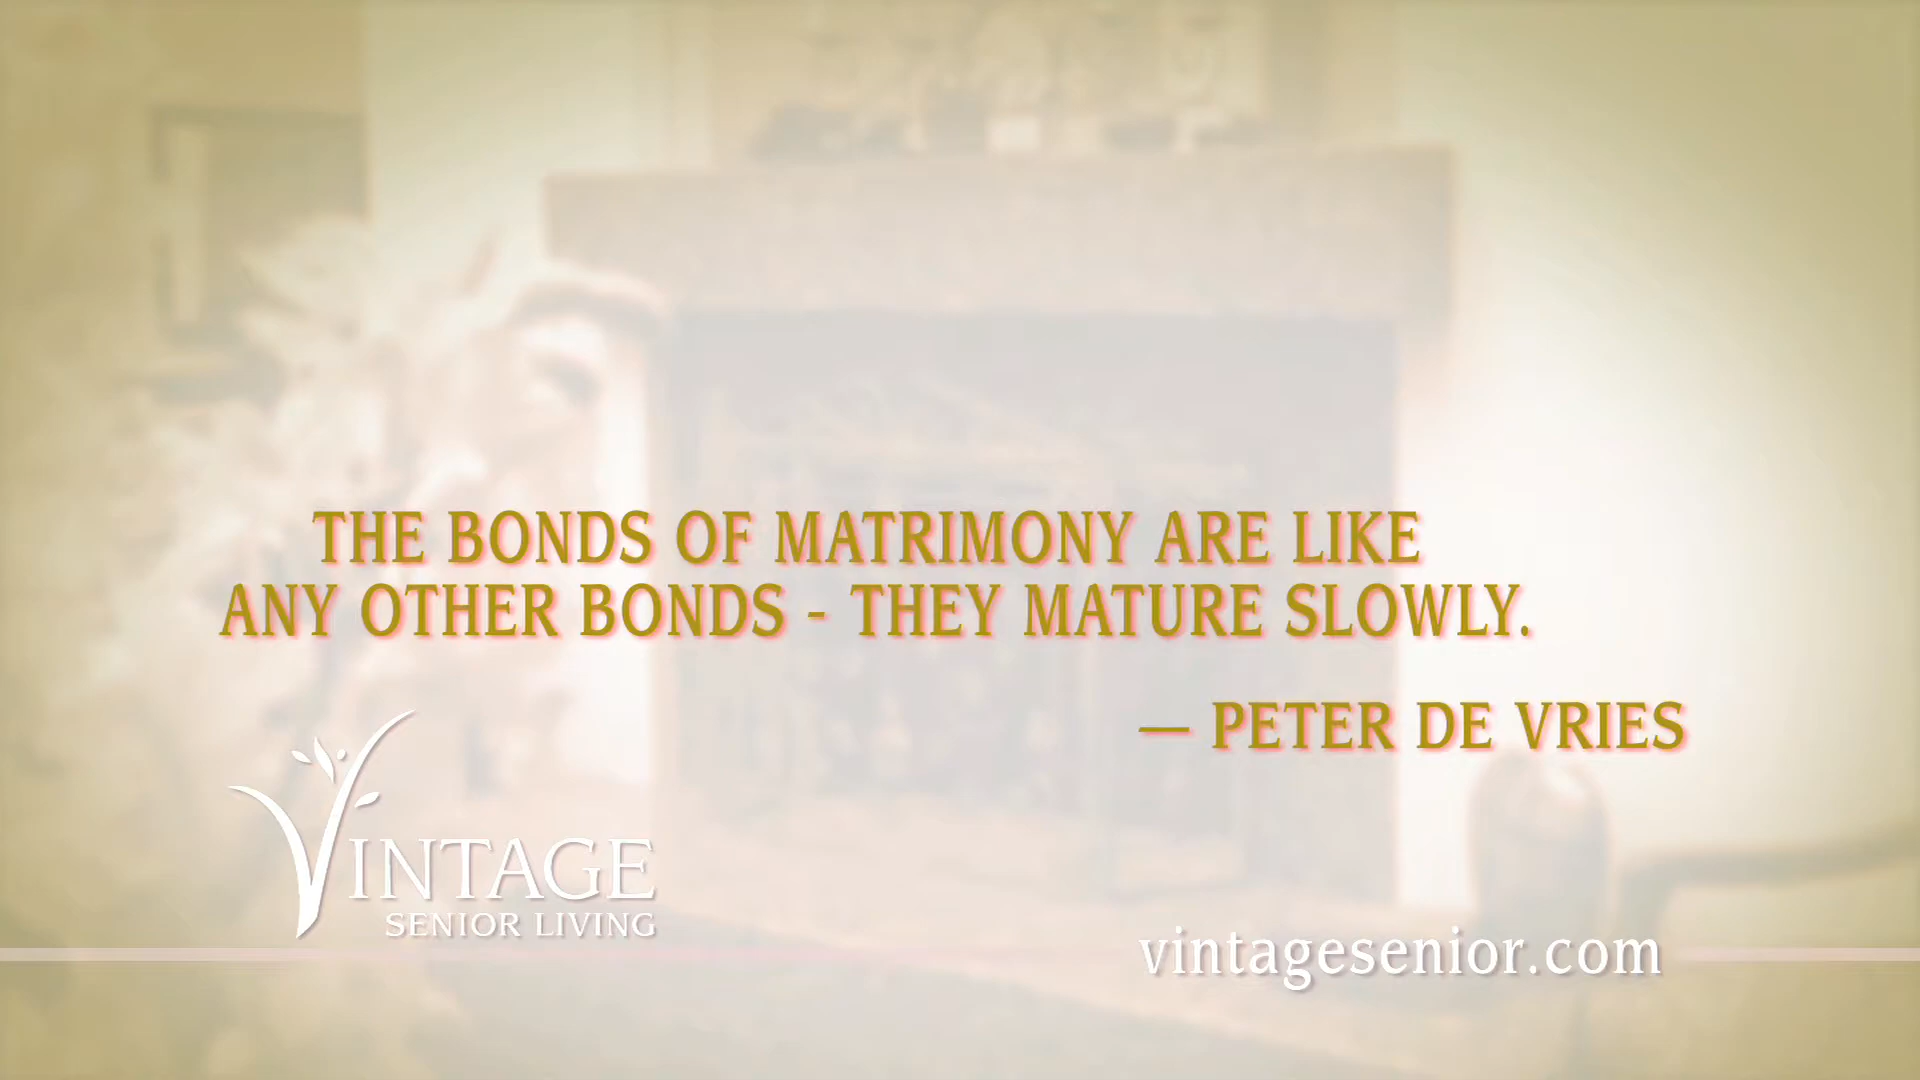 THE BONDS OF MATRIMONY ARE LIKE
ANY OTHER BONDS - THEY MATURE SLOWLY.
— PETER DE VRIES
VINTAGE
SENIOR LIVING
vintagesenior.com